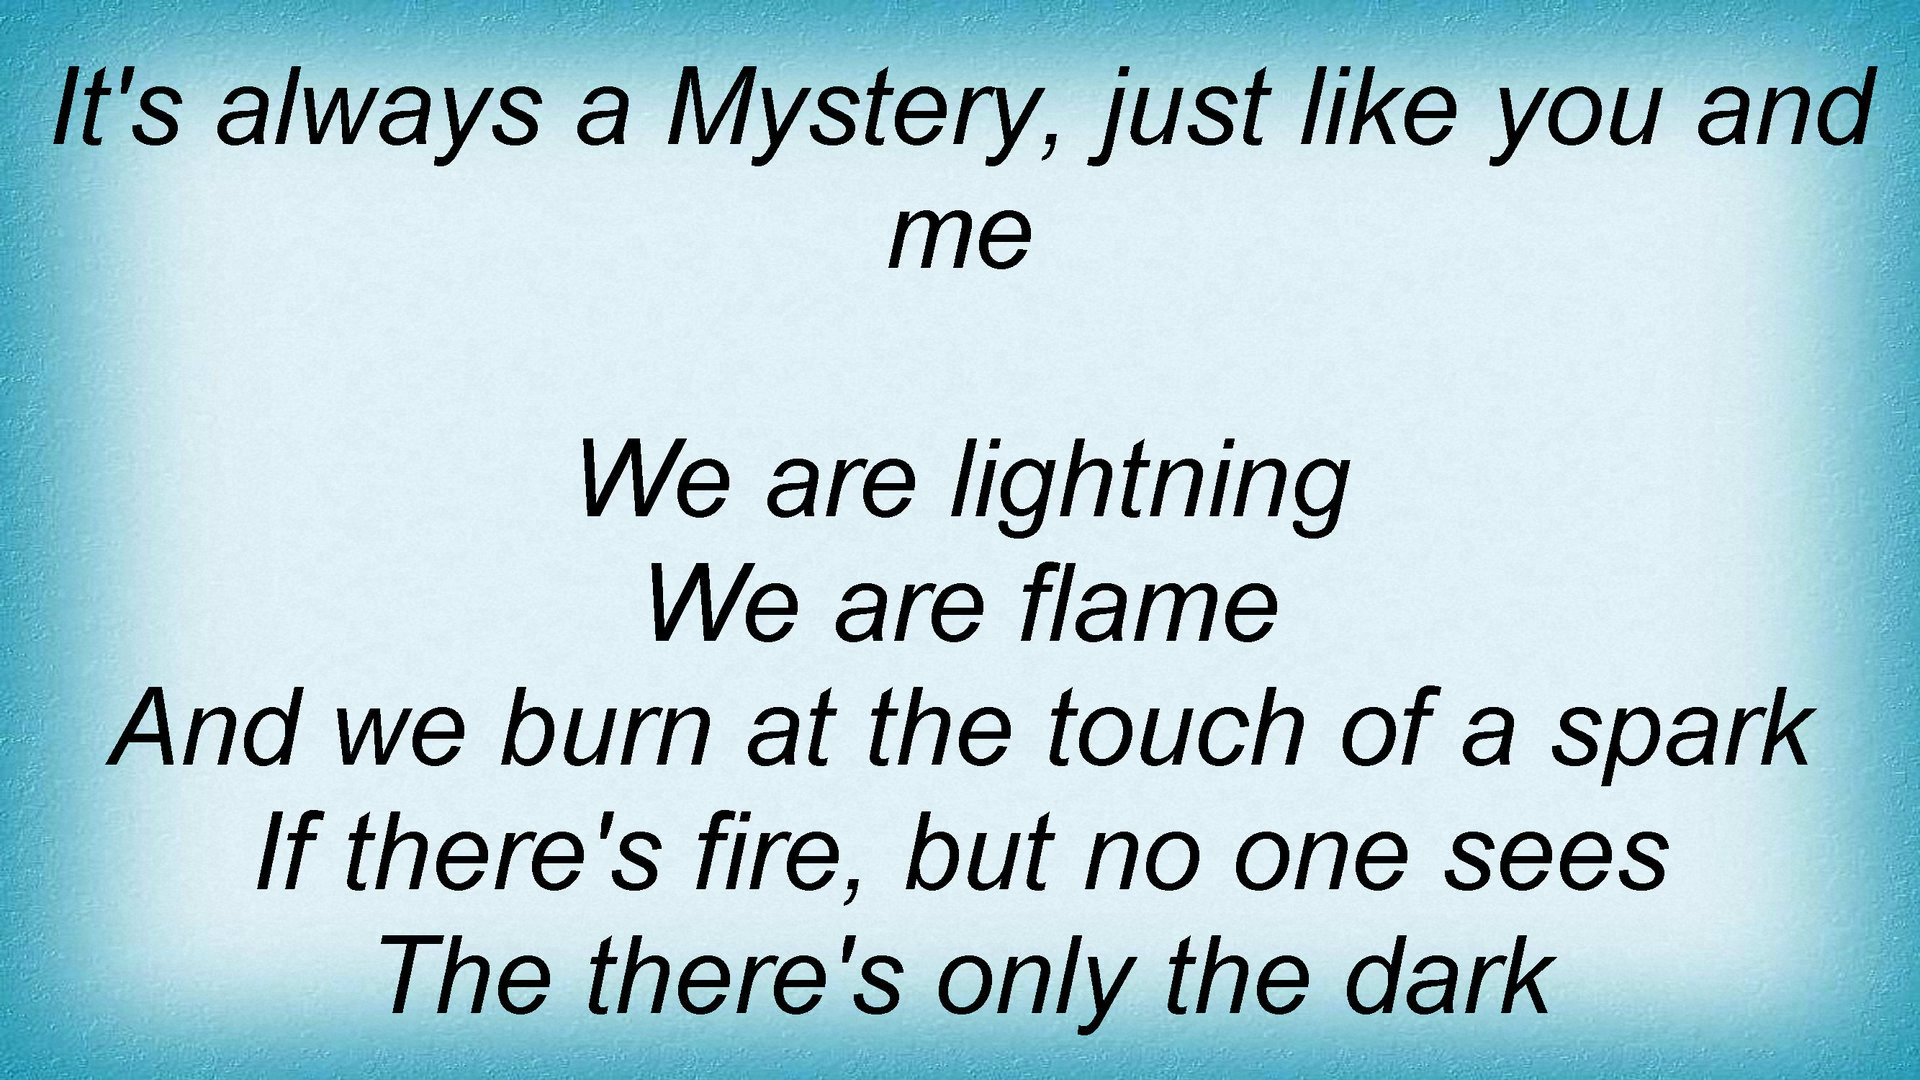 It's always a Mystery, just like you and
me
We are lightning
We are flame
And we burn at the touch of a spark
If there's fire, but no one sees
The there's only the dark